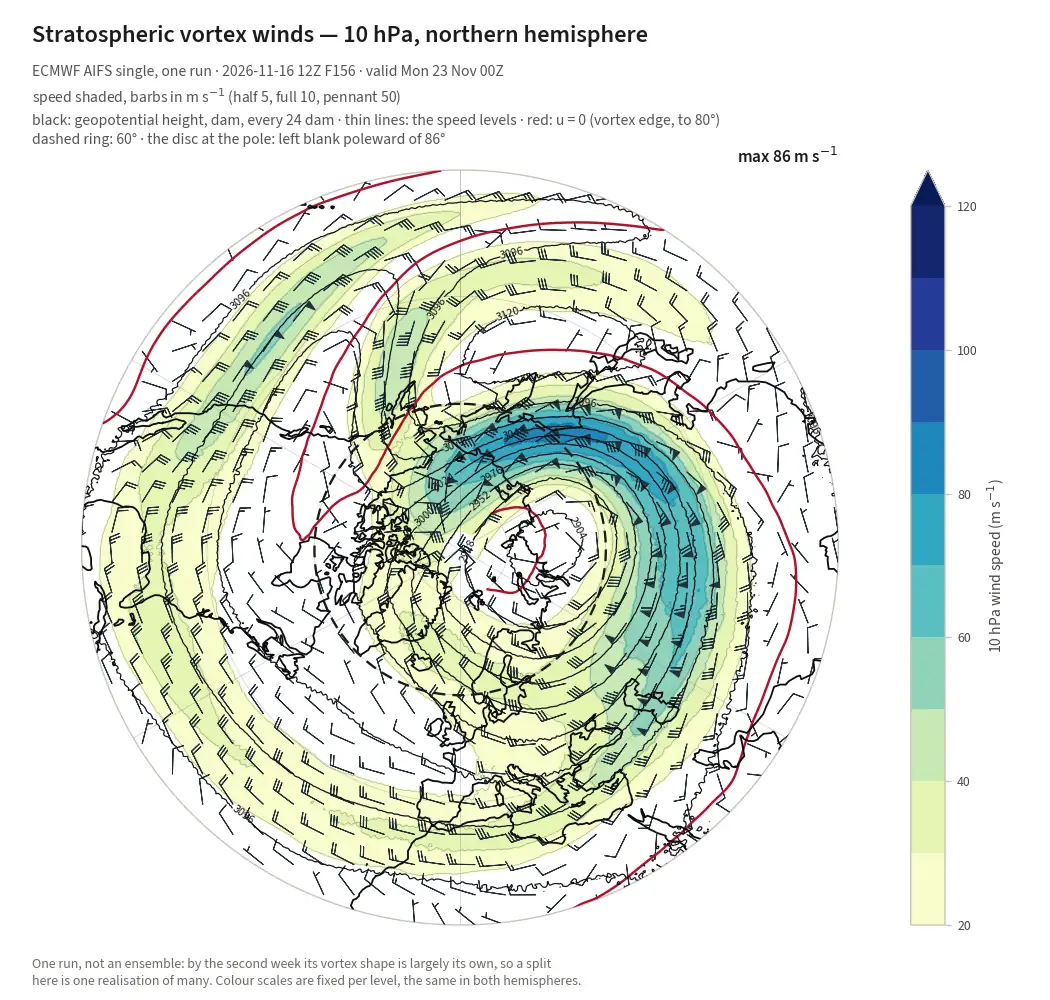 Stratospheric vortex winds — 10 hPa, northern hemisphere
ECMWF AIFS single, one run · 2026-11-16 12Z F156 · valid Mon 23 Nov 00Z
speed shaded, barbs in m s⁻¹ (half 5, full 10, pennant 50)
black: geopotential height, dam, every 24 dam · thin lines: the speed levels · red: u = 0 (vortex edge, to 80°)
dashed ring: 60° · the disc at the pole: left blank poleward of 86°
max 86 m s⁻¹
120
100
80
60
40
20
10 hPa wind speed (m s⁻¹)
3096
3096
3096
3120
2976
2952
3000
2904
3096
One run, not an ensemble: by the second week its vortex shape is largely its own, so a split
here is one realisation of many. Colour scales are fixed per level, the same in both hemispheres.